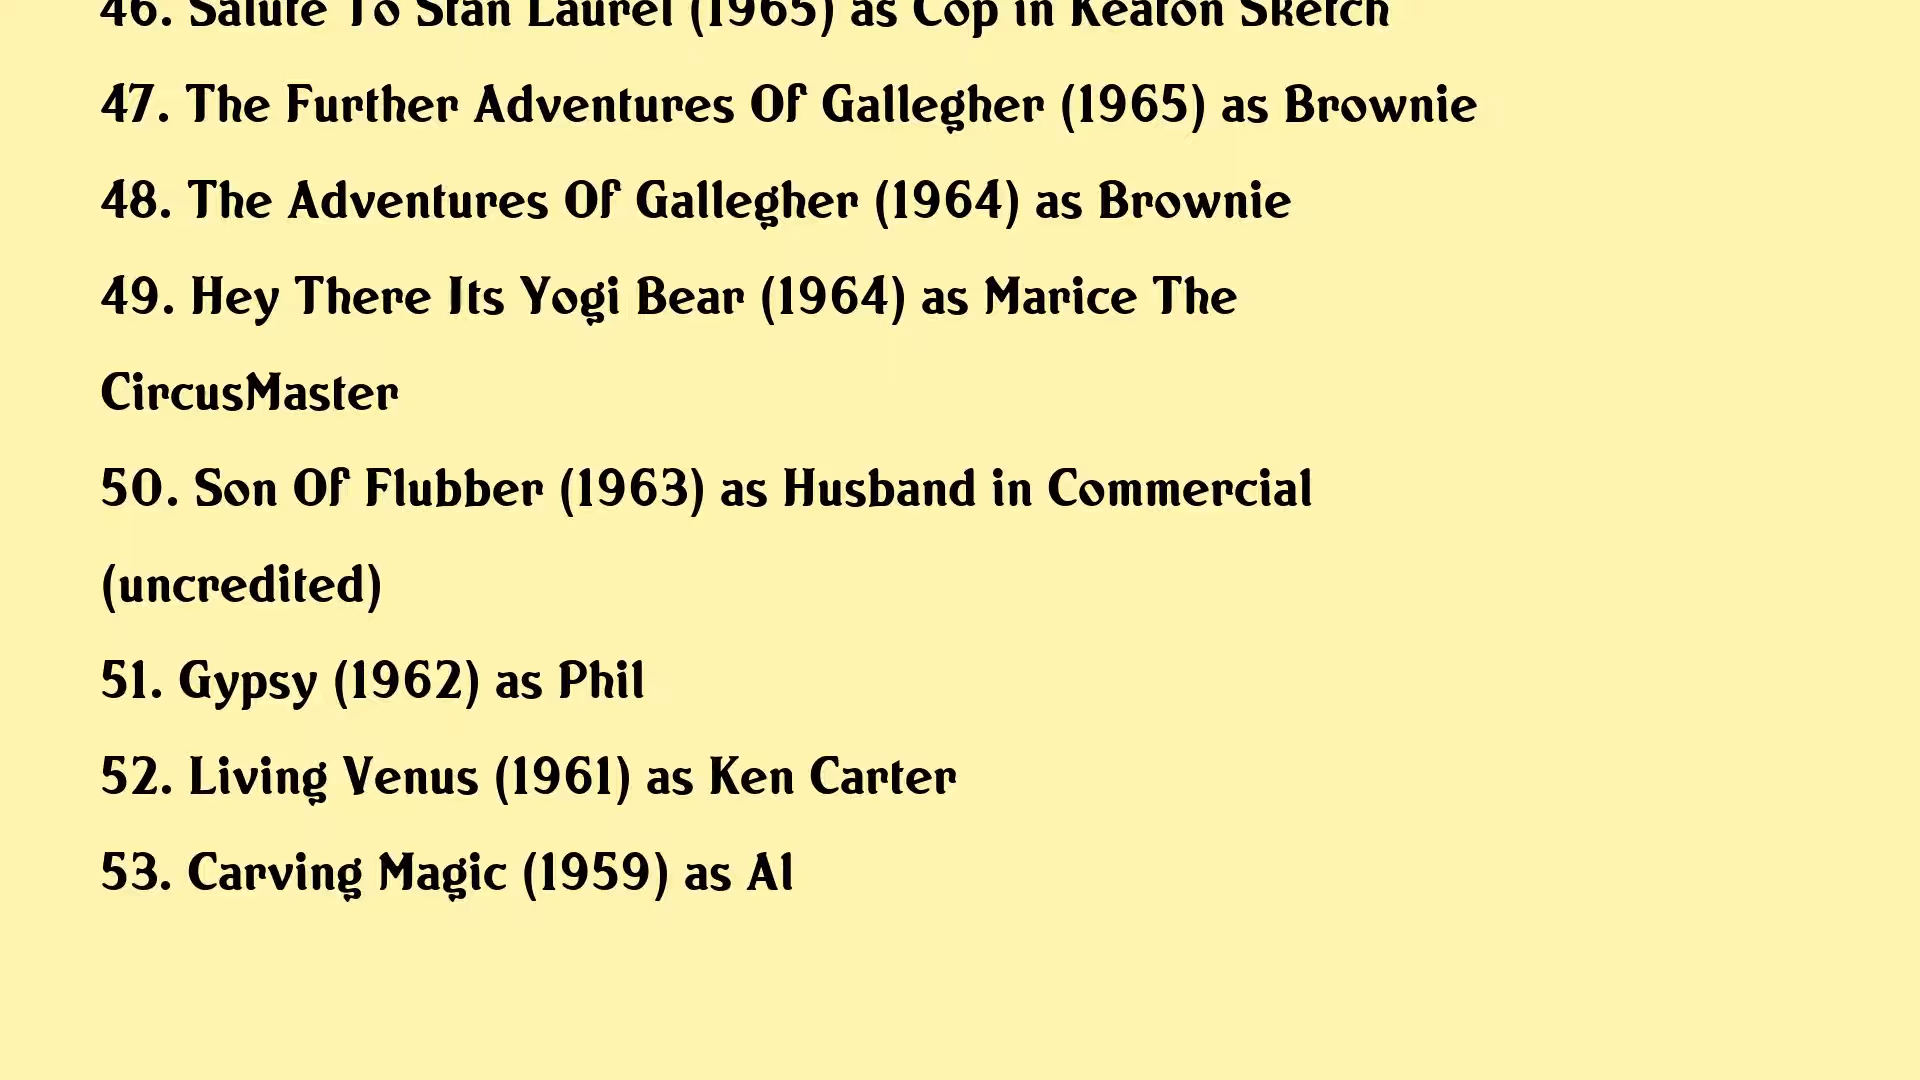 46. Salute To Stan Laurel (1965) as Cop in Keaton Sketch
47. The Further Adventures Of Gallegher (1965) as Brownie
48. The Adventures Of Gallegher (1964) as Brownie
49. Hey There Its Yogi Bear (1964) as Marice The
CircusMaster
50. Son Of Flubber (1963) as Husband in Commercial
(uncredited)
51. Gypsy (1962) as Phil
52. Living Venus (1961) as Ken Carter
53. Carving Magic (1959) as Al